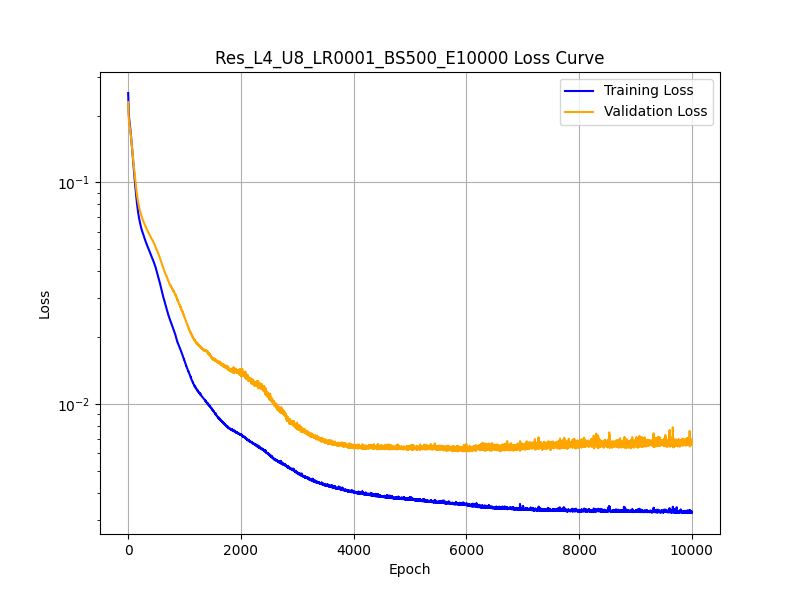 Res_L4_U8_LR0001_BS500_E10000 Loss Curve
Training Loss
Validation Loss
10⁻¹
10⁻²
Loss
0 2000 4000 6000 8000 10000
Epoch